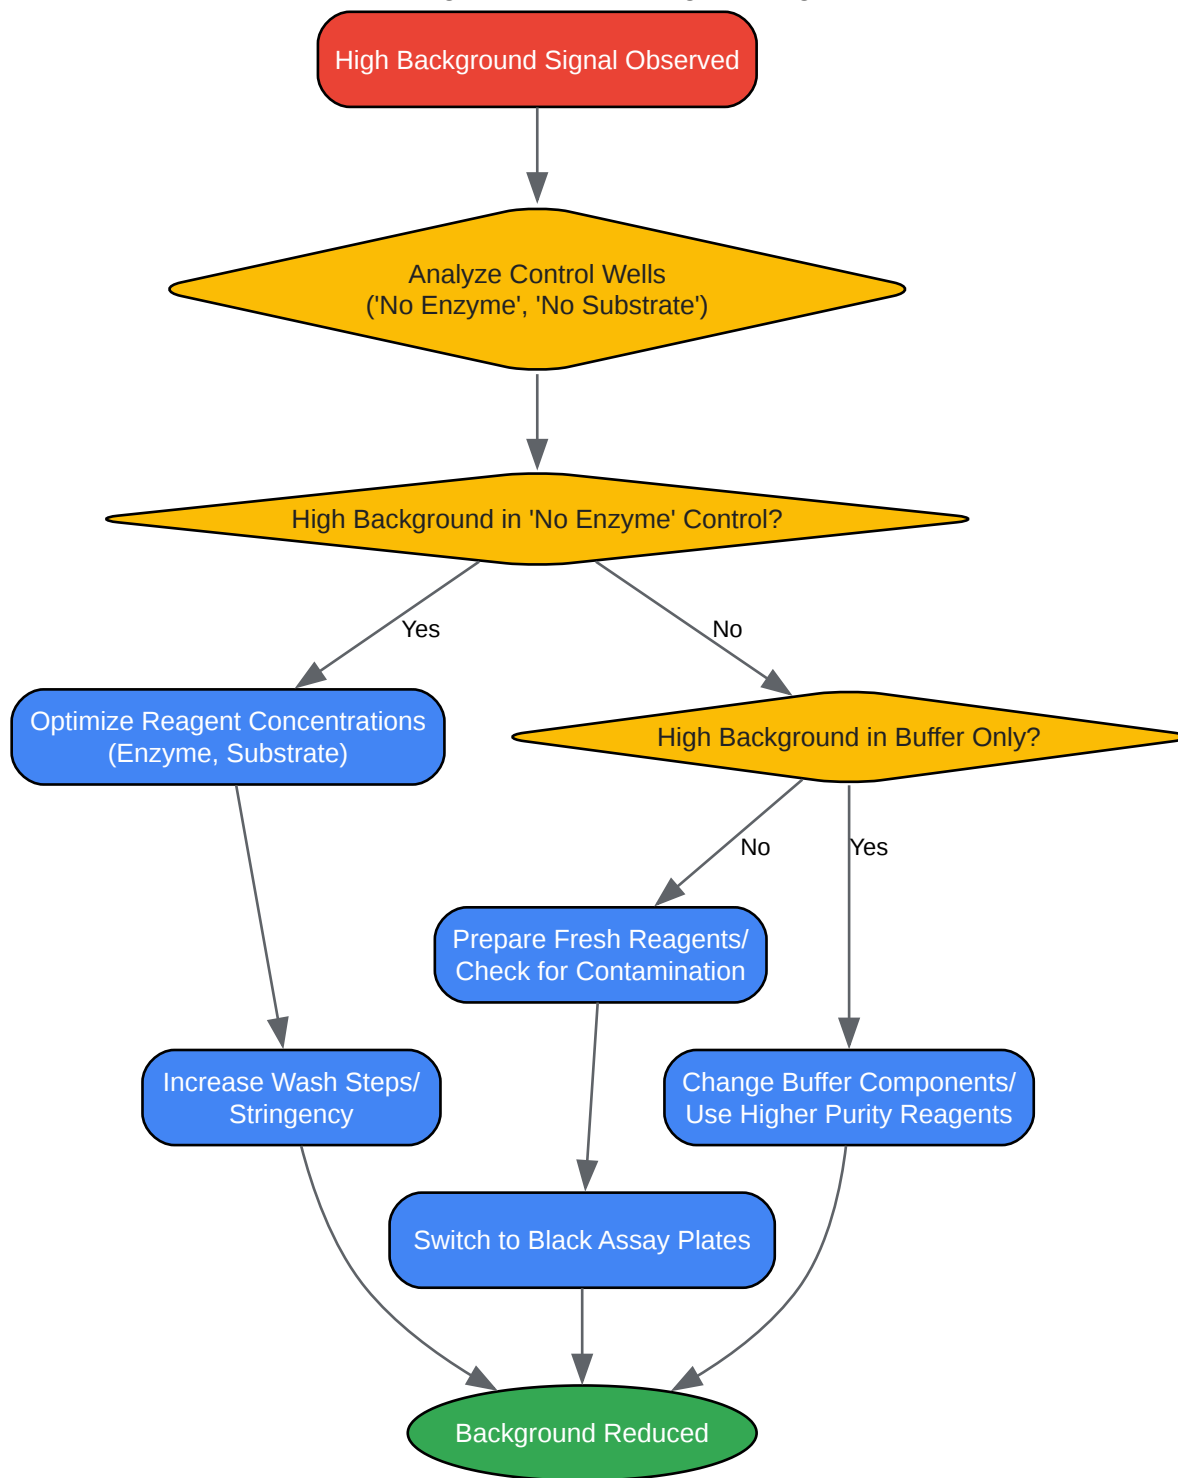 High Background Signal Observed
Analyze Control Wells
('No Enzyme', 'No Substrate')
High Background in 'No Enzyme' Control?
Yes
No
Optimize Reagent Concentrations
(Enzyme, Substrate)
High Background in Buffer Only?
No
Yes
Prepare Fresh Reagents/
Check for Contamination
Increase Wash Steps/
Stringency
Change Buffer Components/
Use Higher Purity Reagents
Switch to Black Assay Plates
Background Reduced